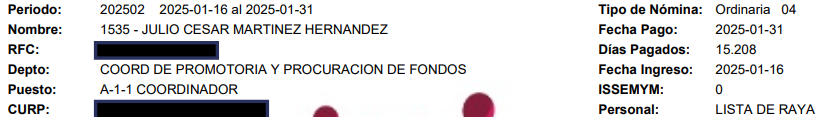 Periodo: 202502 2025-01-16 al 2025-01-31 Tipo de Nómina: Ordinaria 04
Nombre: 1535 - JULIO CESAR MARTINEZ HERNANDEZ Fecha Pago: 2025-01-31
RFC: Días Pagados: 15.208
Depto: COORD DE PROMOTORIA Y PROCURACION DE FONDOS Fecha Ingreso: 2025-01-16
Puesto: A-1-1 COORDINADOR ISSEMYM: 0
CURP: Personal: LISTA DE RAYA